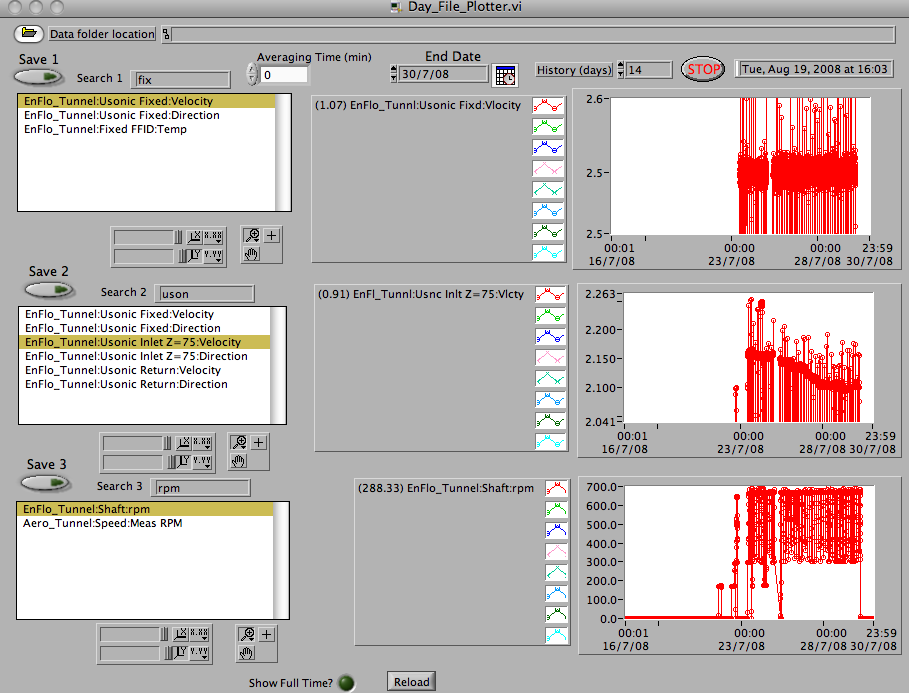 Day_File_Plotter.vi
Data folder location
Save 1
Averaging Time (min)
End Date
Search 1
fix
0
30/7/08
History (days)
14
STOP
Tue, Aug 19, 2008 at 16:03
EnFlo_Tunnel:Usonic Fixed:Velocity
EnFlo_Tunnel:Usonic Fixed:Direction
EnFlo_Tunnel:Fixed FFID:Temp
(1.07) EnFlo_Tunnl:Usonic Fixd:Vlocity
2.6
2.5
2.5
00:01
00:00
00:00
23:59
16/7/08
23/7/08
28/7/08
30/7/08
X.XX
Y.YY
Save 2
Search 2
uson
EnFlo_Tunnel:Usonic Fixed:Velocity
EnFlo_Tunnel:Usonic Fixed:Direction
EnFlo_Tunnel:Usonic Inlet Z=75:Velocity
EnFlo_Tunnel:Usonic Inlet Z=75:Direction
EnFlo_Tunnel:Usonic Return:Velocity
EnFlo_Tunnel:Usonic Return:Direction
(0.91) EnFl_Tunnl:Usnc Inlt Z=75:Vlcty
2.263
2.200
2.150
2.100
2.041
00:01
00:00
00:00
23:59
16/7/08
23/7/08
28/7/08
30/7/08
X.XX
Y.YY
Save 3
Search 3
rpm
EnFlo_Tunnel:Shaft:rpm
Aero_Tunnel:Speed:Meas RPM
(288.33) EnFlo_Tunnel:Shaft:rpm
700.0
600.0
500.0
400.0
300.0
200.0
100.0
0.0
00:01
00:00
00:00
23:59
16/7/08
23/7/08
28/7/08
30/7/08
X.XX
Y.YY
Show Full Time?
Reload